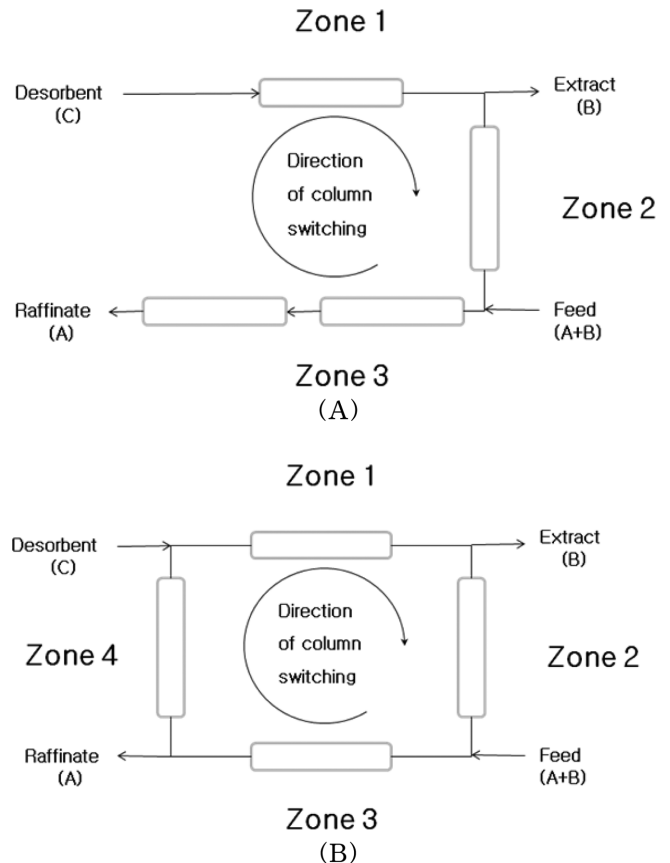 Zone 1
Desorbent
(C)
Extract
(B)
Direction
of column
switching
Zone 2
Raffinate
(A)
Feed
(A+B)
Zone 3
(A)
Zone 1
Desorbent
(C)
Extract
(B)
Direction
of column
switching
Zone 4
Zone 2
Raffinate
(A)
Feed
(A+B)
Zone 3
(B)